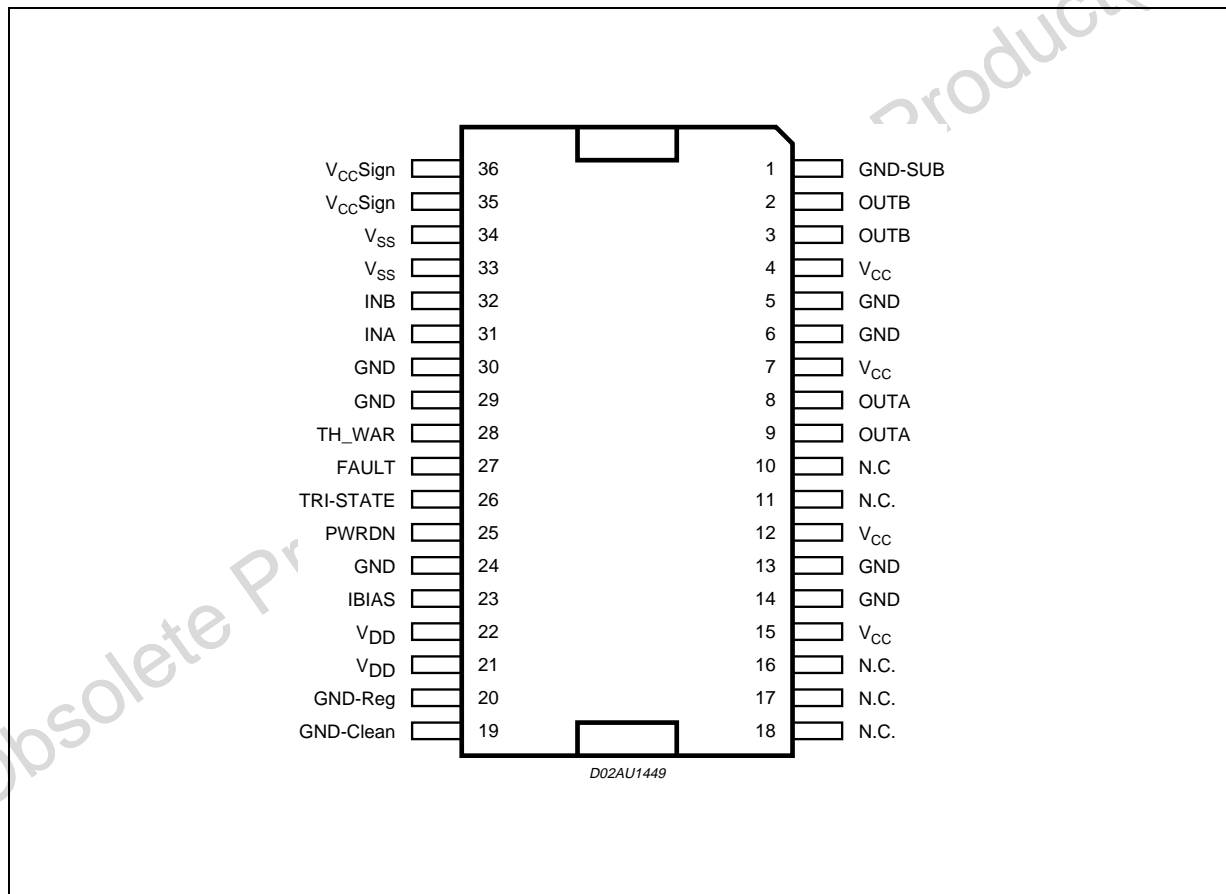 Product(
VCCSign 36 1 GND-SUB
VCCSign 35 2 OUTB
VSS 34 3 OUTB
VSS 33 4 VCC
INB 32 5 GND
INA 31 6 GND
GND 30 7 VCC
GND 29 8 OUTA
TH_WAR 28 9 OUTA
FAULT 27 10 N.C
TRI-STATE 26 11 N.C.
PWRDN 25 12 VCC
GND 24 13 GND
IBIAS 23 14 GND
VDD 22 15 VCC
VDD 21 16 N.C.
GND-Reg 20 17 N.C.
GND-Clean 19 18 N.C.
D02AU1449
Obsolete Pr